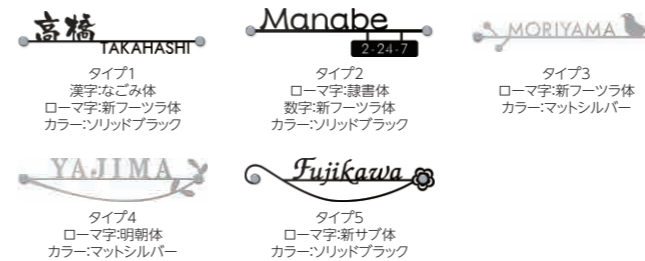 高橋
TAKAHASHI
タイプ1
漢字:なごみ体
ローマ字:新フーツラ体
カラー:ソリッドブラック
Manabe
2-24-7
タイプ2
ローマ字:隷書体
数字:新フーツラ体
カラー:ソリッドブラック
MORIYAMA
タイプ3
ローマ字:新フーツラ体
カラー:マットシルバー
YAJIMA
タイプ4
ローマ字:明朝体
カラー:マットシルバー
Fujikawa
タイプ5
ローマ字:新サブ体
カラー:ソリッドブラック